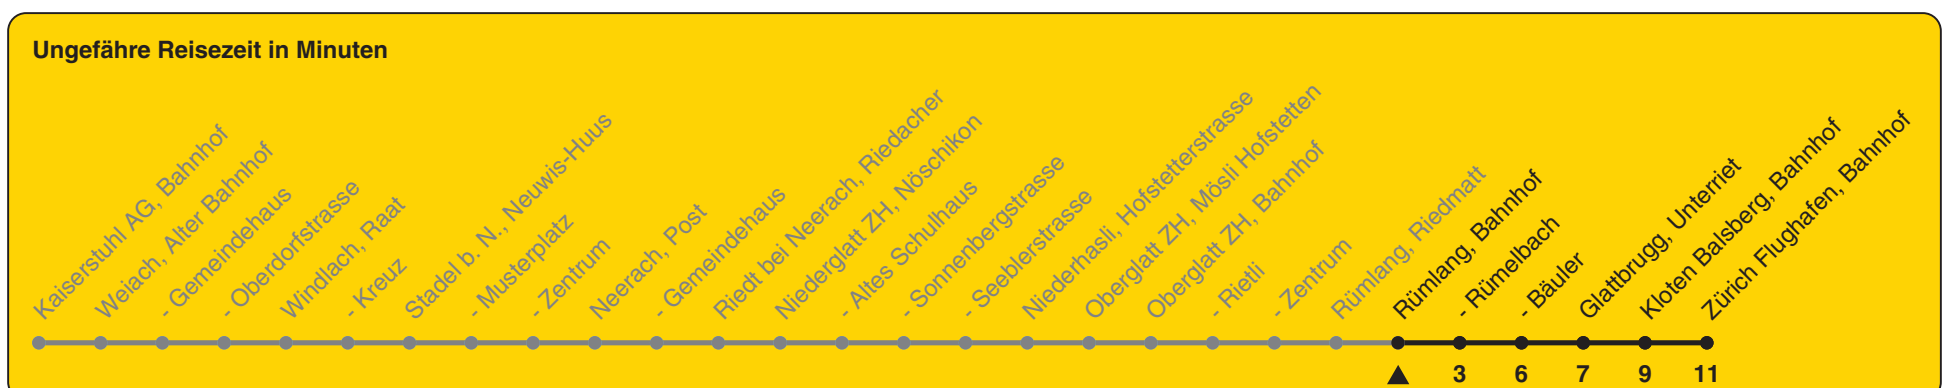 Ungefähre Reisezeit in Minuten
Kaiserstuhl AG, Bahnhof
Weiach, Alter Bahnhof
- Gemeindehaus
- Oberdorfstrasse
Windlach, Raat
- Kreuz
Stadel b. N., Neuwis-Huus
- Musterplatz
- Zentrum
Neerach, Post
- Gemeindehaus
Riedt bei Neerach, Riedacher
Niederglatt ZH, Nöschikon
- Altes Schulhaus
- Sonnenbergstrasse
- Seeblerstrasse
Niederhasli, Hofstetterstrasse
Oberglatt ZH, Mösli Hofstetten
Oberglatt ZH, Bahnhof
- Rietli
- Zentrum
Rümlang, Riedmatt
Rümlang, Bahnhof
- Rümelbach
- Bäuler
Glattbrugg, Unterriet
Kloten Balsberg, Bahnhof
Zürich Flughafen, Bahnhof
3 6 7 9 11